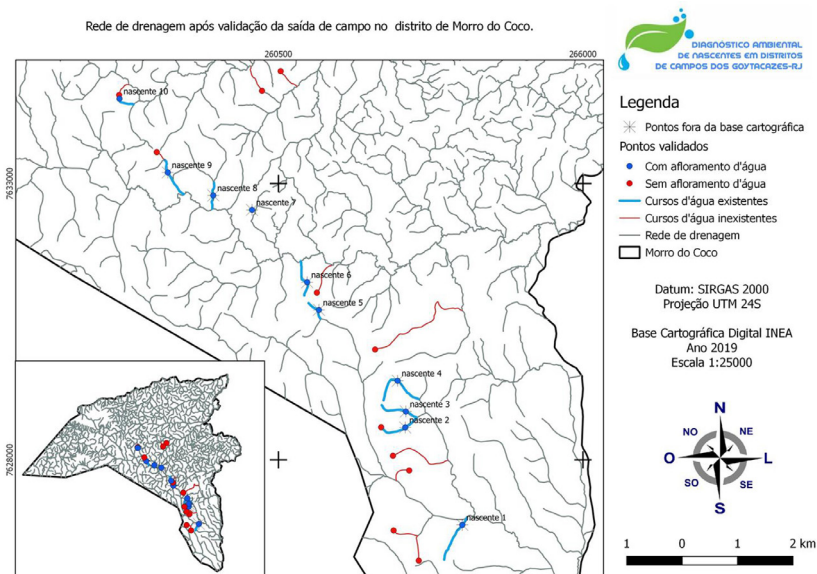 Rede de drenagem após validação da saída de campo no distrito de Morro do Coco.
260500
266000
7633000
7628000
nascente 10
nascente 9
nascente 8
nascente 7
nascente 6
nascente 5
nascente 4
nascente 3
nascente 2
nascente 1
DIAGNÓSTICO AMBIENTAL
DE NASCENTES EM DISTRITOS
DE CAMPOS DOS GOYTACAZES-RJ
Legenda
Pontos fora da base cartográfica
Pontos validados
Com afloramento d'água
Sem afloramento d'água
Cursos d'água existentes
Cursos d'água inexistentes
Rede de drenagem
Morro do Coco
Datum: SIRGAS 2000
Projeção UTM 24S
Base Cartográfica Digital INEA
Ano 2019
Escala 1:25000
N
NO
NE
O
L
SO
SE
S
1 0 1 2 km